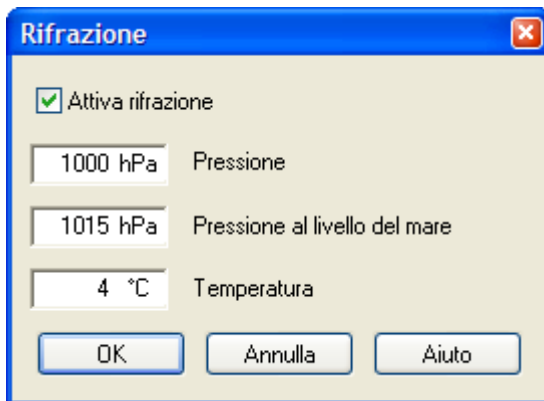 Rifrazione
Attiva rifrazione
1000 hPa Pressione
1015 hPa Pressione al livello del mare
4 °C Temperatura
OK Annulla Aiuto